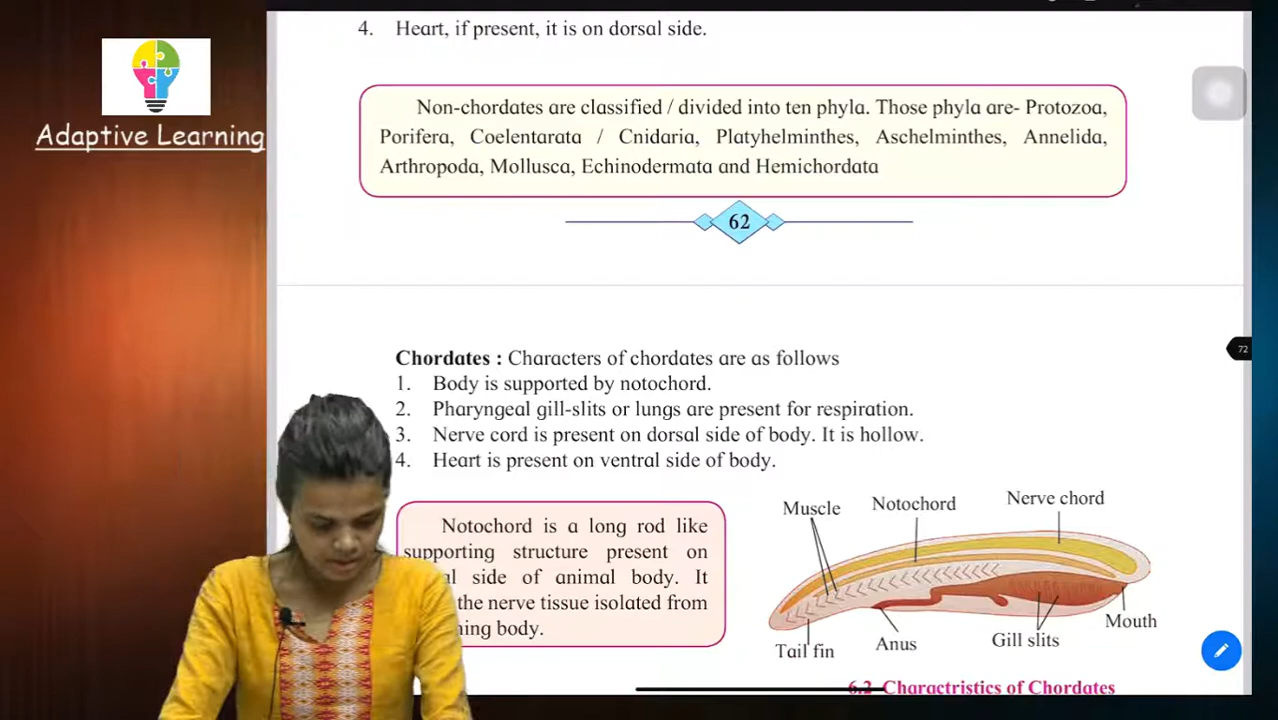 4. Heart, if present, it is on dorsal side.
Adaptive Learning
Non-chordates are classified / divided into ten phyla. Those phyla are- Protozoa,
Porifera, Coelentarata / Cnidaria, Platyhelminthes, Aschelminthes, Annelida,
Arthropoda, Mollusca, Echinodermata and Hemichordata
62
72
Chordates : Characters of chordates are as follows
1. Body is supported by notochord.
2. Pharyngeal gill-slits or lungs are present for respiration.
3. Nerve cord is present on dorsal side of body. It is hollow.
4. Heart is present on ventral side of body.
Notochord is a long rod like
supporting structure present on
side of animal body. It
the nerve tissue isolated from
body.
Muscle
Notochord
Nerve chord
Mouth
Gill slits
Anus
Tail fin
6.2 Charactristics of Chordates